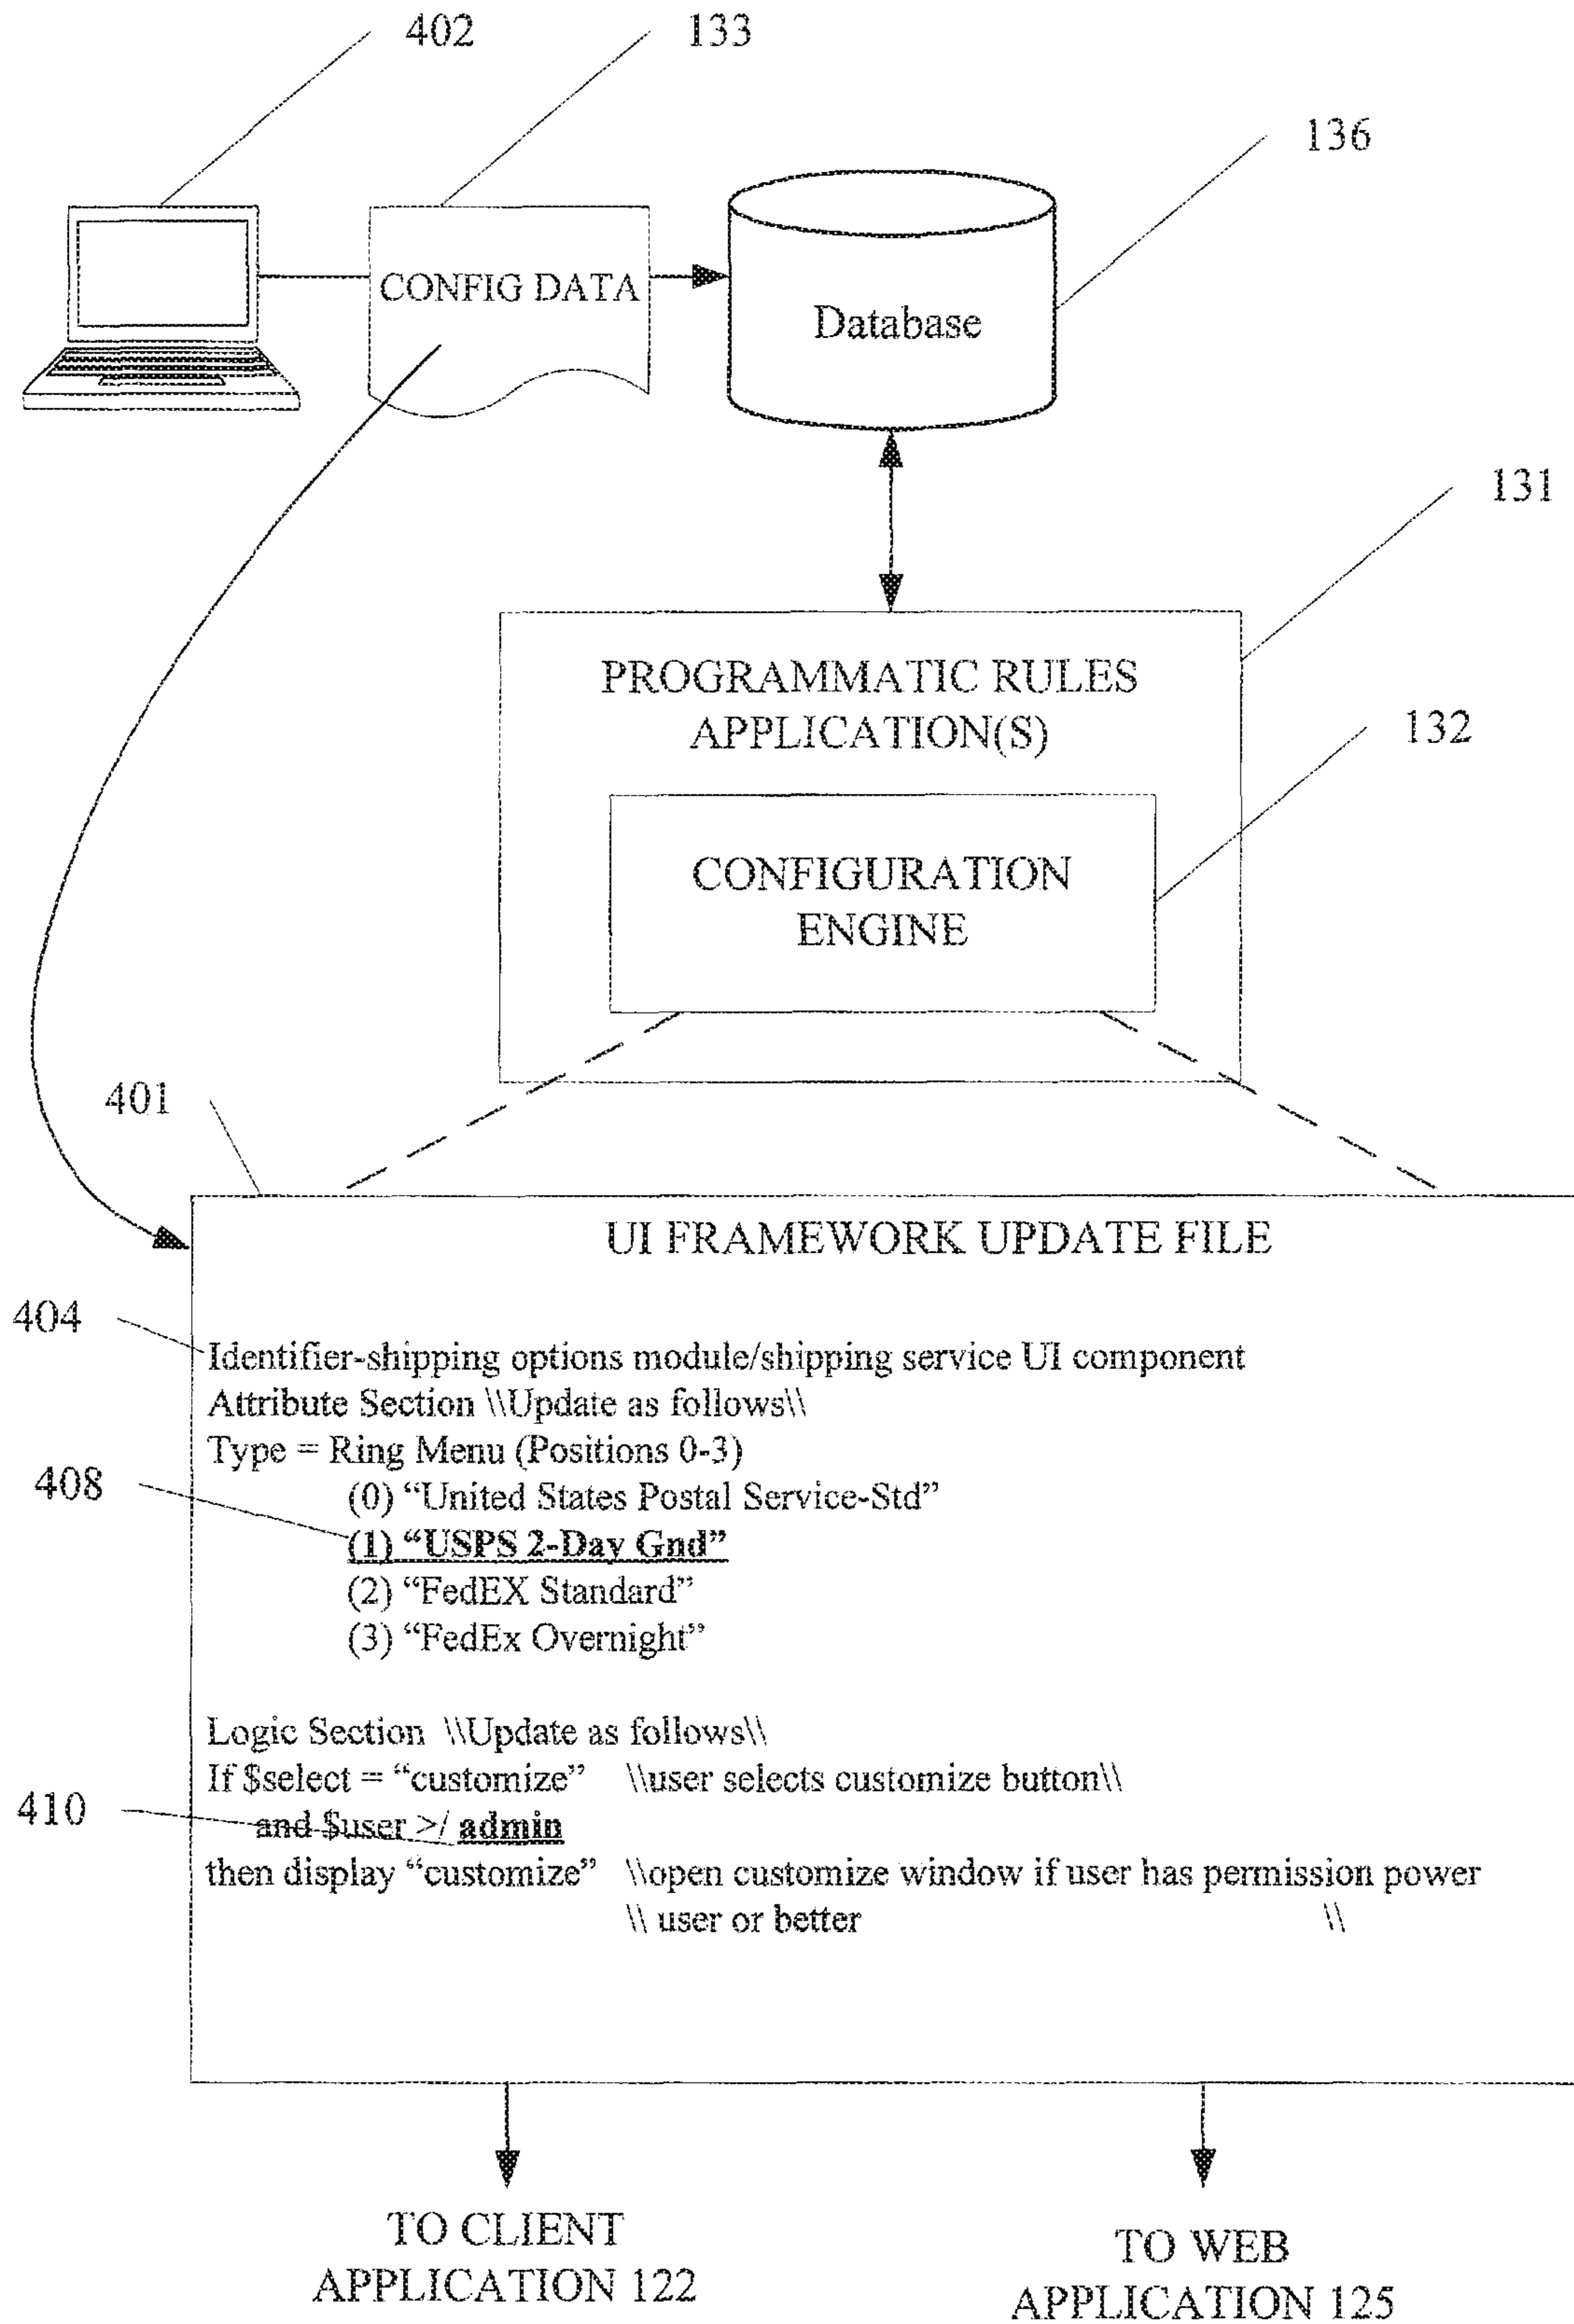 402
133
136
CONFIG DATA
Database
131
PROGRAMMATIC RULES
APPLICATION(S)
132
CONFIGURATION
ENGINE
401
UI FRAMEWORK UPDATE FILE
404
Identifier-shipping options module/shipping service UI component
Attribute Section \\Update as follows\\
Type = Ring Menu (Positions 0-3)
408
(0) “United States Postal Service-Std”
(1) “USPS 2-Day Gnd”
(2) “FedEX Standard”
(3) “FedEx Overnight”
Logic Section \\Update as follows\\
If $select = “customize” \\user selects customize button\\
410
and $user >/ admin
then display “customize” \\open customize window if user has permission power
\\ user or better \\
TO CLIENT
APPLICATION 122
TO WEB
APPLICATION 125